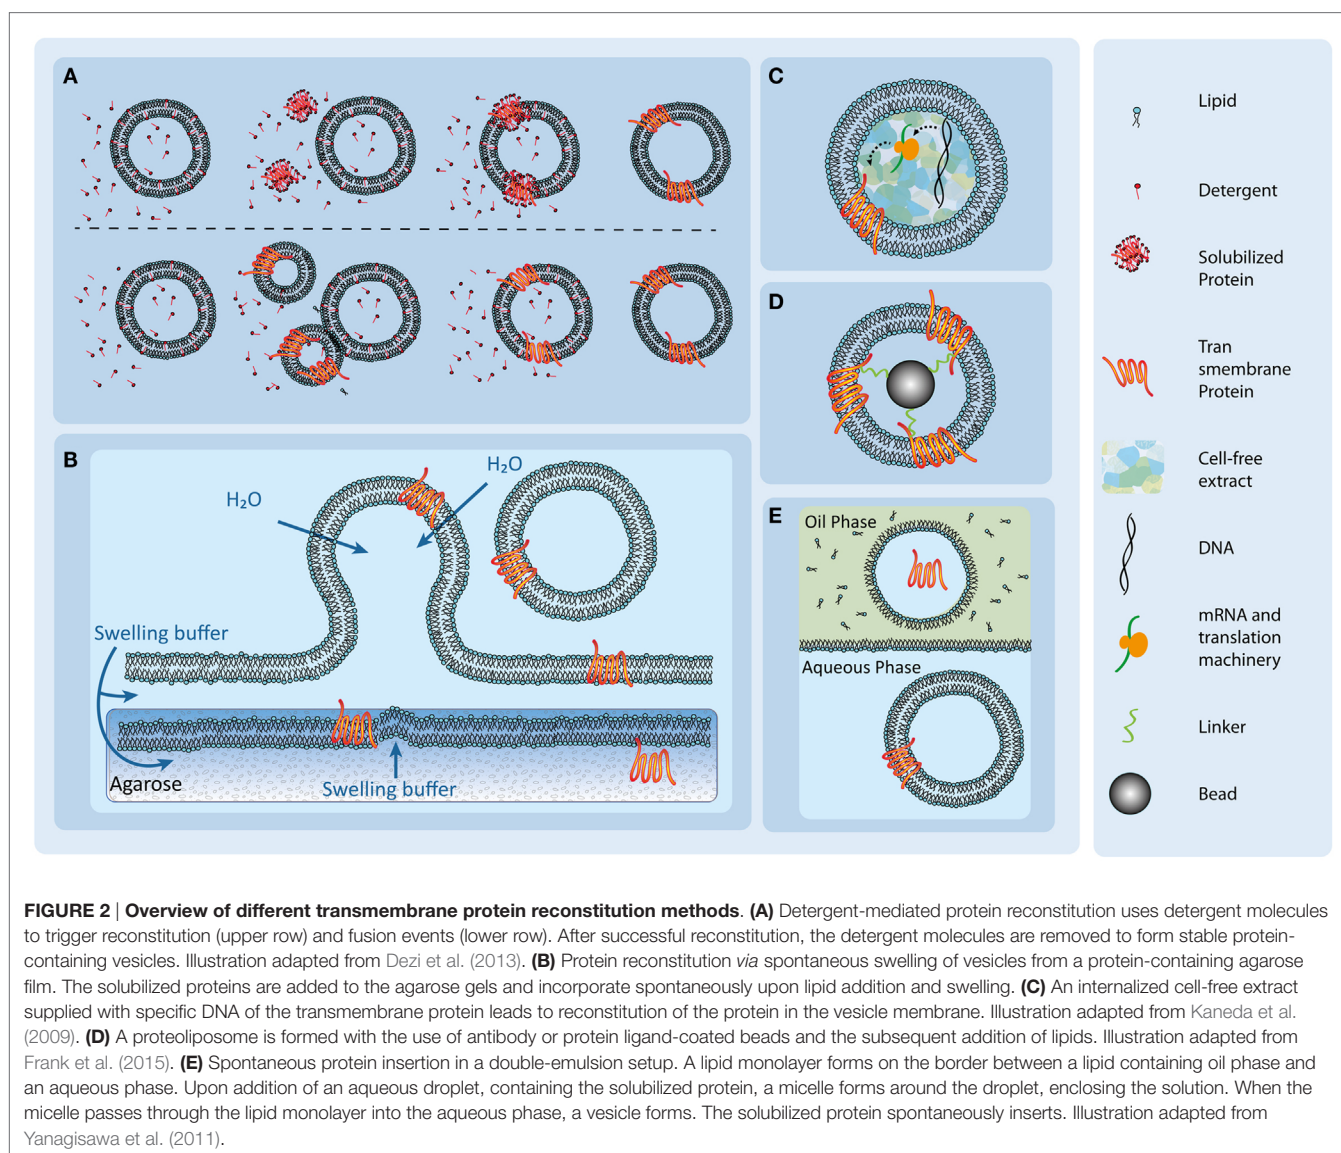 A
B
H₂O
H₂O
Swelling buffer
Agarose
Swelling buffer
C
D
E
Oil Phase
Aqueous Phase
Lipid
Detergent
Solubilized
Protein
Tran
smembrane
Protein
Cell-free
extract
DNA
mRNA and
translation
machinery
Linker
Bead
FIGURE 2 | Overview of different transmembrane protein reconstitution methods. (A) Detergent-mediated protein reconstitution uses detergent molecules
to trigger reconstitution (upper row) and fusion events (lower row). After successful reconstitution, the detergent molecules are removed to form stable protein-
containing vesicles. Illustration adapted from Dezi et al. (2013). (B) Protein reconstitution via spontaneous swelling of vesicles from a protein-containing agarose
film. The solubilized proteins are added to the agarose gels and incorporate spontaneously upon lipid addition and swelling. (C) An internalized cell-free extract
supplied with specific DNA of the transmembrane protein leads to reconstitution of the protein in the vesicle membrane. Illustration adapted from Kaneda et al.
(2009). (D) A proteoliposome is formed with the use of antibody or protein ligand-coated beads and the subsequent addition of lipids. Illustration adapted from
Frank et al. (2015). (E) Spontaneous protein insertion in a double-emulsion setup. A lipid monolayer forms on the border between a lipid containing oil phase and
an aqueous phase. Upon addition of an aqueous droplet, containing the solubilized protein, a micelle forms around the droplet, enclosing the solution. When the
micelle passes through the lipid monolayer into the aqueous phase, a vesicle forms. The solubilized protein spontaneously inserts. Illustration adapted from
Yanagisawa et al. (2011).